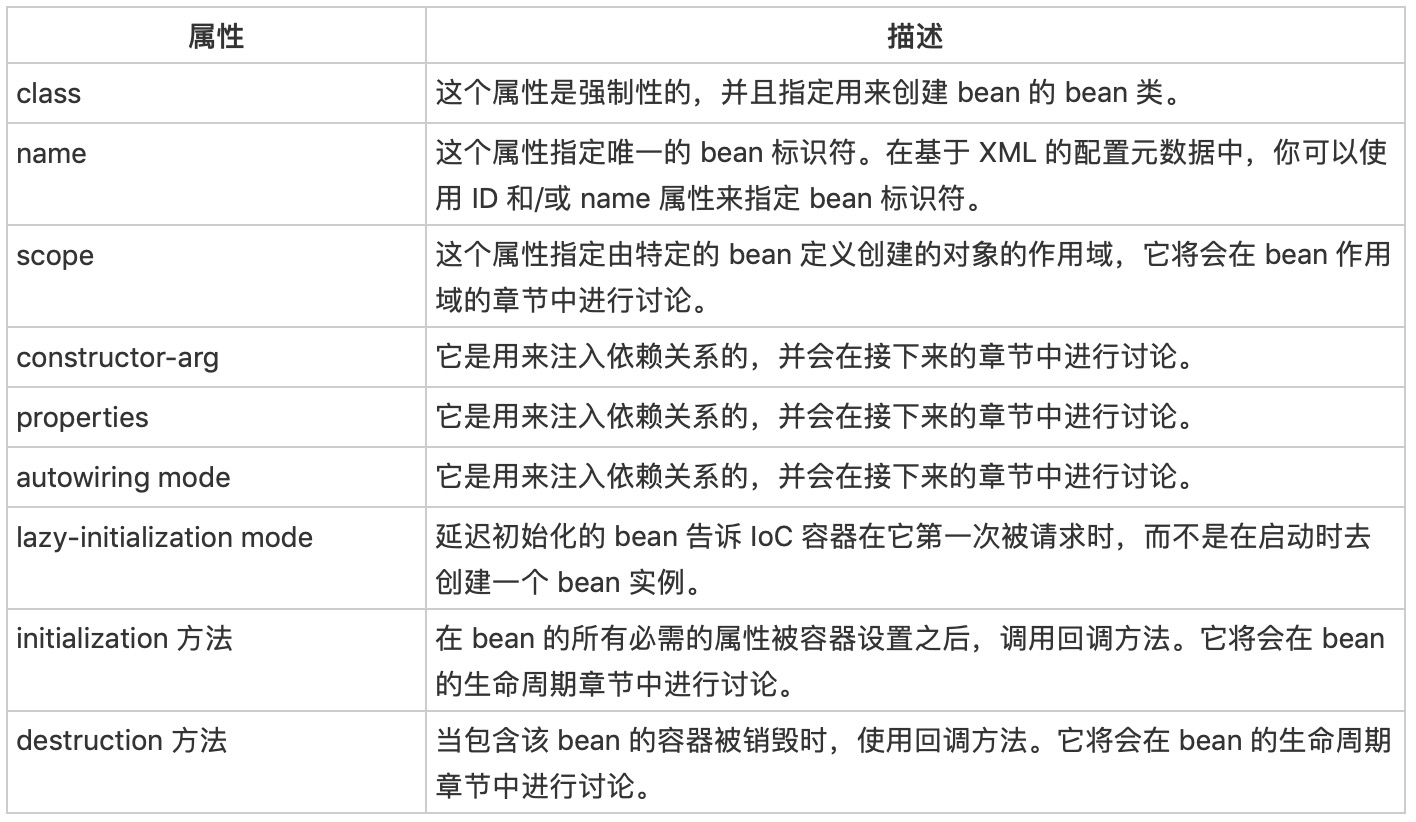 属性
描述
class
这个属性是强制性的，并且指定用来创建 bean 的 bean 类。
name
这个属性指定唯一的 bean 标识符。在基于 XML 的配置元数据中，你可以使
用 ID 和/或 name 属性来指定 bean 标识符。
scope
这个属性指定由特定的 bean 定义创建的对象的作用域，它将会在 bean 作用
域的章节中进行讨论。
constructor-arg
它是用来注入依赖关系的，并会在接下来的章节中进行讨论。
properties
它是用来注入依赖关系的，并会在接下来的章节中进行讨论。
autowiring mode
它是用来注入依赖关系的，并会在接下来的章节中进行讨论。
lazy-initialization mode
延迟初始化的 bean 告诉 IoC 容器在它第一次被请求时，而不是在启动时去
创建一个 bean 实例。
initialization 方法
在 bean 的所有必需的属性被容器设置之后，调用回调方法。它将会在 bean
的生命周期章节中进行讨论。
destruction 方法
当包含该 bean 的容器被销毁时，使用回调方法。它将会在 bean 的生命周期
章节中进行讨论。